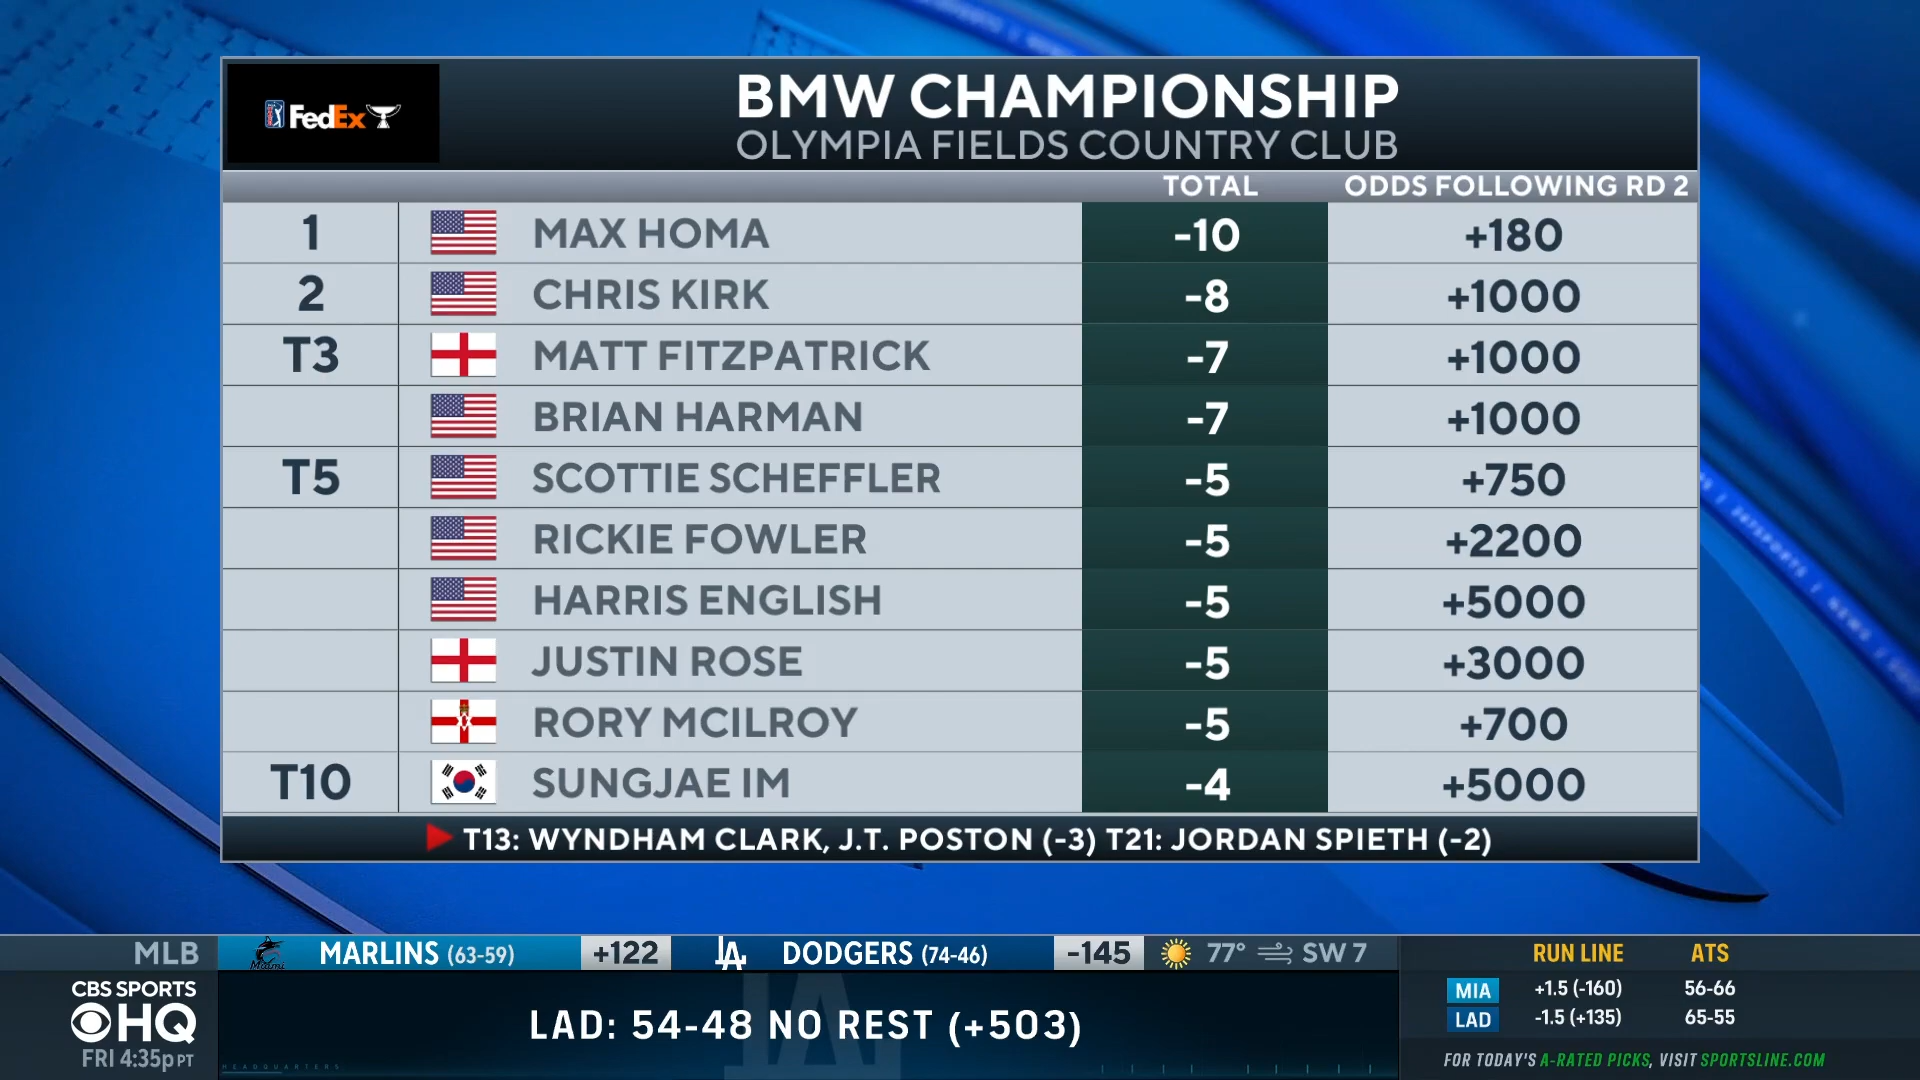 FedEx
BMW CHAMPIONSHIP
OLYMPIA FIELDS COUNTRY CLUB
TOTAL ODDS FOLLOWING RD 2
1 MAX HOMA -10 +180
2 CHRIS KIRK -8 +1000
T3 MATT FITZPATRICK -7 +1000
BRIAN HARMAN -7 +1000
T5 SCOTTIE SCHEFFLER -5 +750
RICKIE FOWLER -5 +2200
HARRIS ENGLISH -5 +5000
JUSTIN ROSE -5 +3000
RORY MCILROY -5 +700
T10 SUNGJAE IM -4 +5000
T13: WYNDHAM CLARK, J.T. POSTON (-3) T21: JORDAN SPIETH (-2)
MLB MARLINS (63-59) +122 LA DODGERS (74-46) -145 77° SW 7
CBS SPORTS
HQ
FRI 4:35p PT
LAD: 54-48 NO REST (+503)
HEADQUARTERS
RUN LINE ATS
MIA +1.5 (-160) 56-66
LAD -1.5 (+135) 65-55
FOR TODAY'S A-RATED PICKS, VISIT SPORTSLINE.COM